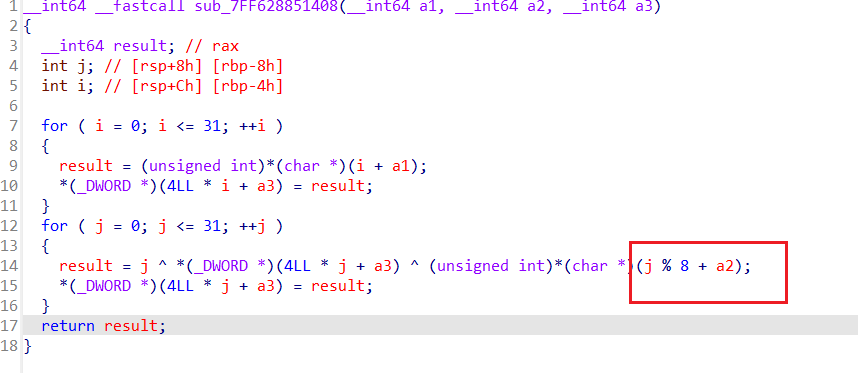 1 __int64 __fastcall sub_7FF628851408(__int64 a1, __int64 a2, __int64 a3)
2 {
3   __int64 result; // rax
4   int j; // [rsp+8h] [rbp-8h]
5   int i; // [rsp+Ch] [rbp-4h]
6
7   for ( i = 0; i <= 31; ++i )
8   {
9     result = (unsigned int)*(char *)(i + a1);
10     *(_DWORD *)(4LL * i + a3) = result;
11   }
12   for ( j = 0; j <= 31; ++j )
13   {
14     result = j ^ *(_DWORD *)(4LL * j + a3) ^ (unsigned int)*(char *)(j % 8 + a2);
15     *(_DWORD *)(4LL * j + a3) = result;
16   }
17   return result;
18 }